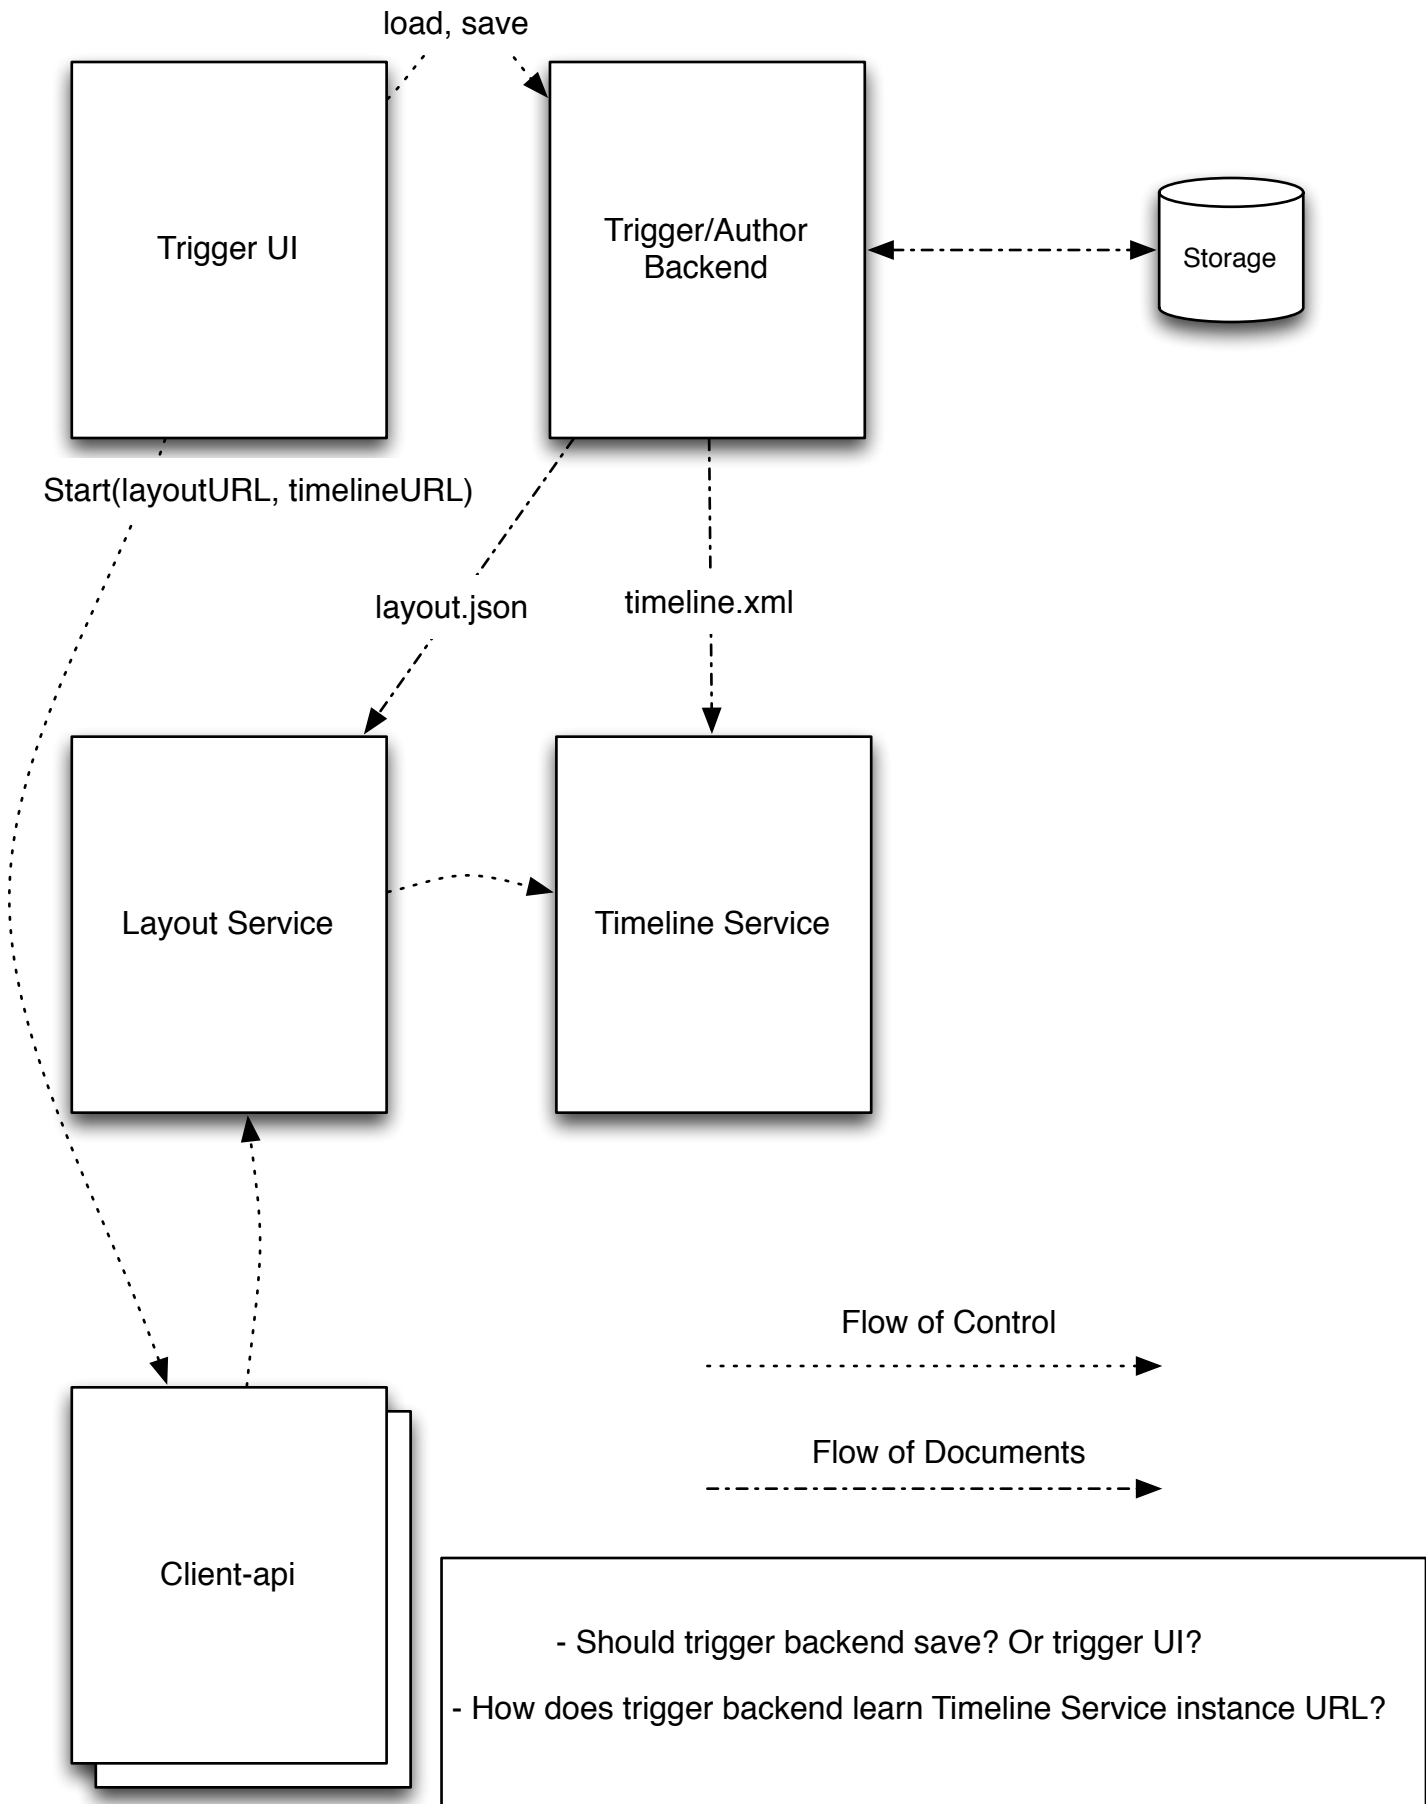 load, save
Trigger UI
Trigger/Author
Backend
Storage
Start(layoutURL, timelineURL)
layout.json
timeline.xml
Layout Service
Timeline Service
Flow of Control
Flow of Documents
Client-api
- Should trigger backend save? Or trigger UI?
- How does trigger backend learn Timeline Service instance URL?